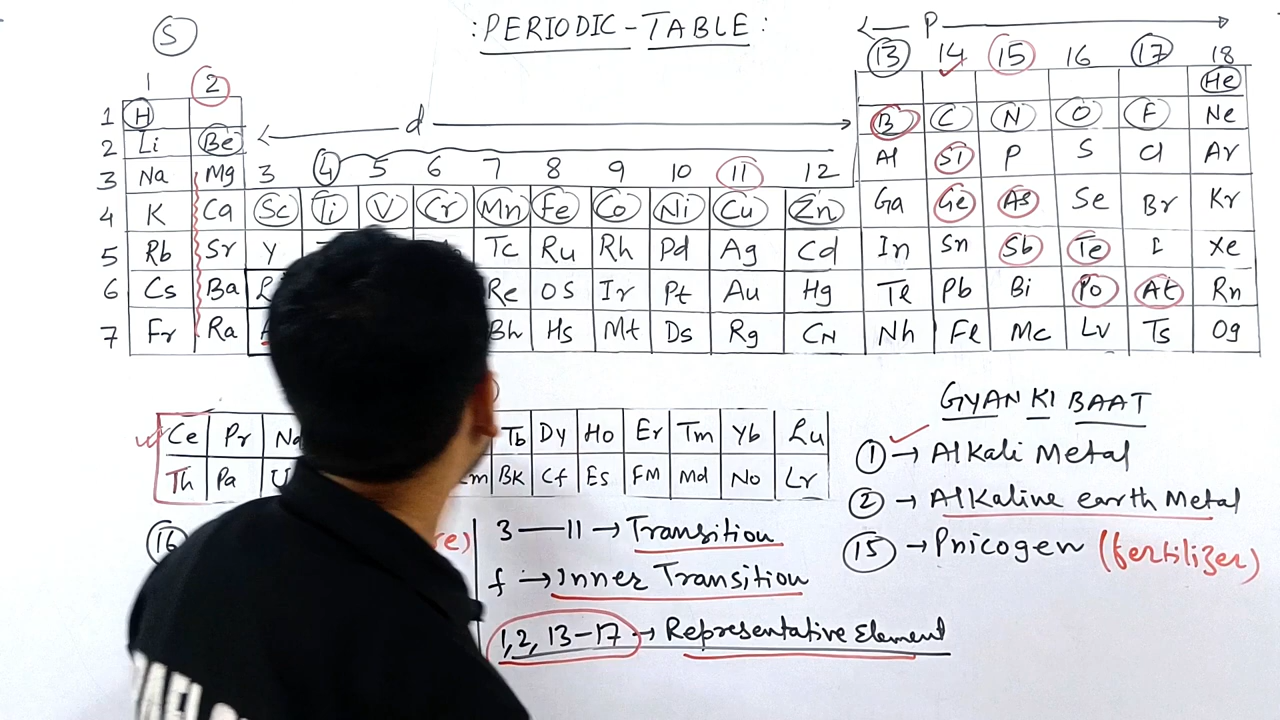 S :PERIODIC-TABLE: P
13 14 15 16 17 18
1 2 He
1 H
2 Li Be d B C N O F Ne
3 Na Mg 3 4 5 6 7 8 9 10 11 12 Al Si P S Cl Ar
4 K Ca Sc Ti V Cr Mn Fe Co Ni Cu Zn Ga Ge As Se Br Kr
5 Rb Sr Y Tc Ru Rh Pd Ag Cd In Sn Sb Te I Xe
6 Cs Ba Re OS Ir Pt Au Hg Tl Pb Bi Po At Rn
7 Fr Ra Bh Hs Mt Ds Rg CN Nh Fl Mc Lv Ts Og
Ce Pr Tb Dy Ho Er Tm Yb Lu
Th Pa U Bk Cf Es FM Md No Lr
16
3 — 11 → Transition
f → Inner Transition
1, 2, 13-17 → Representative Element
GYAN KI BAAT
1 → Alkali Metal
2 → Alkaline earth Metal
15 → Pnicogen (fertilizer)